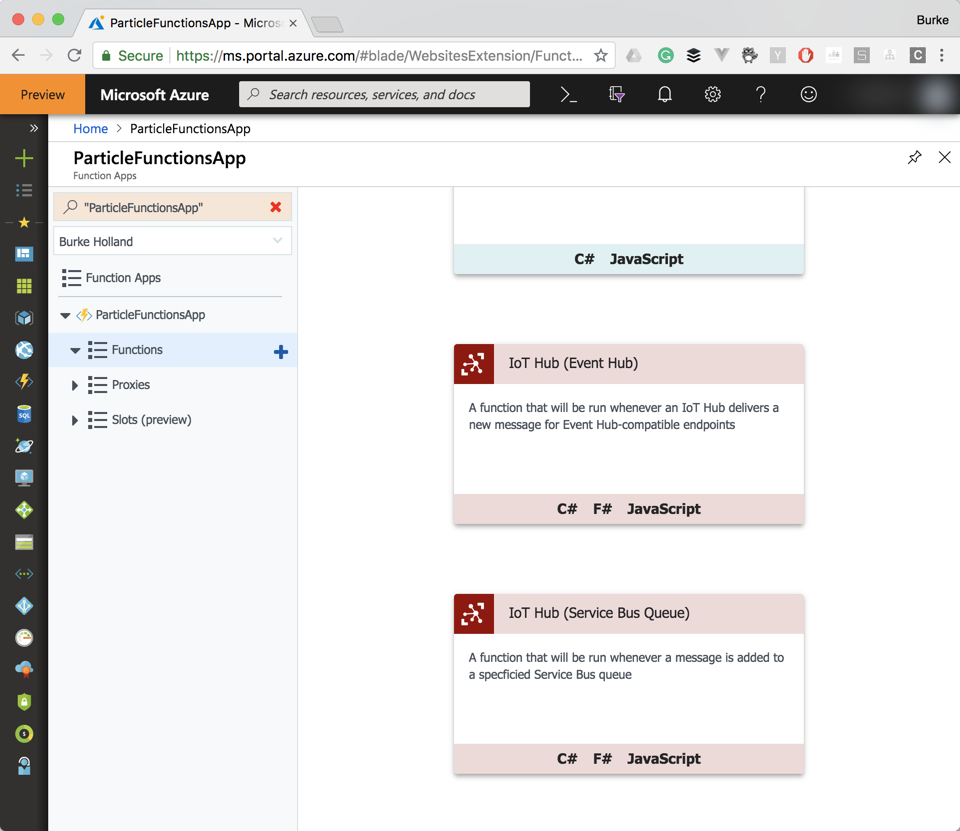 ParticleFunctionsApp - Micros
Burke
Secure
https://ms.portal.azure.com/#blade/WebsitesExtension/Funct...
Preview
Microsoft Azure
Search resources, services, and docs
Home > ParticleFunctionsApp
ParticleFunctionsApp
Function Apps
"ParticleFunctionsApp"
Burke Holland
Function Apps
ParticleFunctionsApp
Functions
Proxies
Slots (preview)
C# JavaScript
IoT Hub (Event Hub)
A function that will be run whenever an IoT Hub delivers a
new message for Event Hub-compatible endpoints
C# F# JavaScript
IoT Hub (Service Bus Queue)
A function that will be run whenever a message is added to
a specficied Service Bus queue
C# F# JavaScript